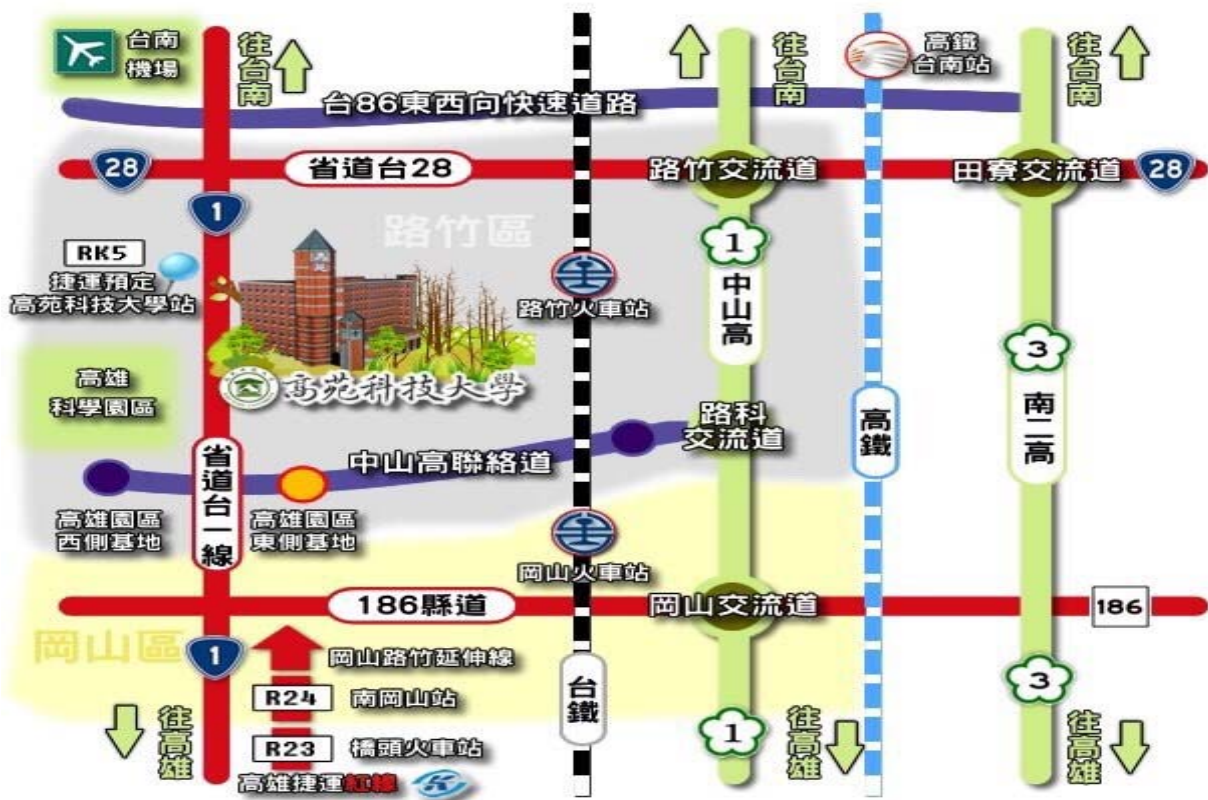 台南
機場
往台南
往台南
高鐵
台南站
往台南
台86東西向快速道路
28
省道台28
路竹交流道
田寮交流道
28
1
路竹區
1
中山高
RK5
捷運預定
高苑科技大學站
路竹火車站
高苑科技大學
3
南二高
高雄
科學園區
高鐵
路科
交流道
省道台一線
中山高聯絡道
高雄園區
西側基地
高雄園區
東側基地
岡山火車站
186縣道
岡山交流道
186
岡山區
1
岡山路竹延伸線
台鐵
3
R24
南岡山站
1
往高雄
往高雄
往高雄
R23
橋頭火車站
高雄捷運紅線